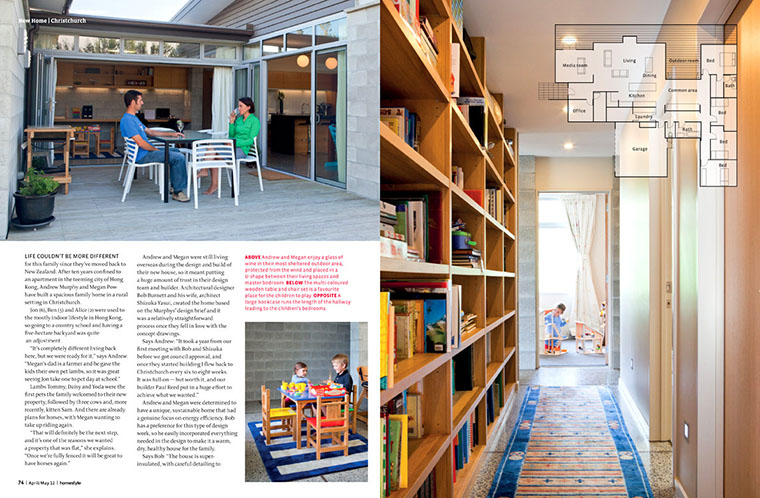 New Home | Christchurch
LIFE COULDN'T BE MORE DIFFERENT
for this family since they've moved back to
New Zealand. After ten years confined to
an apartment in the teeming city of Hong
Kong, Andrew Murphy and Megan Pow
have built a spacious family home in a rural
setting in Christchurch.
Jon (8), Ben (5) and Alice (2) were used to
the mostly indoor lifestyle in Hong Kong,
so going to a country school and having a
five-hectare backyard was quite
an adjustment.
"It's completely different living back
here, but we were ready for it," says Andrew.
"Megan's dad is a farmer and he gave the
kids their own pet lambs, so it was great
seeing Jon take one to pet day at school."
Lambs Tommy, Daisy and Yoda were the
first pets the family welcomed to their new
property, followed by three cows and, more
recently, kitten Sam. And there are already
plans for horses, with Megan wanting to
take up riding again.
"That will definitely be the next step,
and it's one of the reasons we wanted
a property that was flat," she explains.
"Once we're fully fenced it will be great to
have horses again."
Andrew and Megan were still living
overseas during the design and build of
their new house, so it meant putting
a huge amount of trust in their design
team and builder. Architectural designer
Bob Burnett and his wife, architect
Shizuka Yasui, created the home based
on the Murphys' design brief and it
was a relatively straightforward
process once they fell in love with the
concept drawings.
Says Andrew: "It took a year from our
first meeting with Bob and Shisuka
before we got council approval, and
once they started building I flew back to
Christchurch every six to eight weeks.
It was full-on — but worth it, and our
builder Paul Reed put in a huge effort to
achieve what we wanted."
Andrew and Megan were determined to
have a unique, sustainable home that had
a genuine focus on energy efficiency. Bob
has a preference for this type of design
work, so he easily incorporated everything
needed in the design to make it a warm,
dry, healthy house for the family.
Says Bob: "The house is super-
insulated, with careful detailing to
ABOVE Andrew and Megan enjoy a glass of
wine in their most sheltered outdoor area,
protected from the wind and placed in a
U-shape between their living spaces and
master bedroom. BELOW The multi-coloured
wooden table and chair set is a favourite
place for the children to play. OPPOSITE A
large bookcase runs the length of the hallway
leading to the children's bedrooms.
74 | April/May 12 | homestyle
Media room
Living
Outdoor room
Bed
Dining
Bath
Kitchen
Common area
Office
Bed
Laundry
Bath
Garage
Bed
Bed